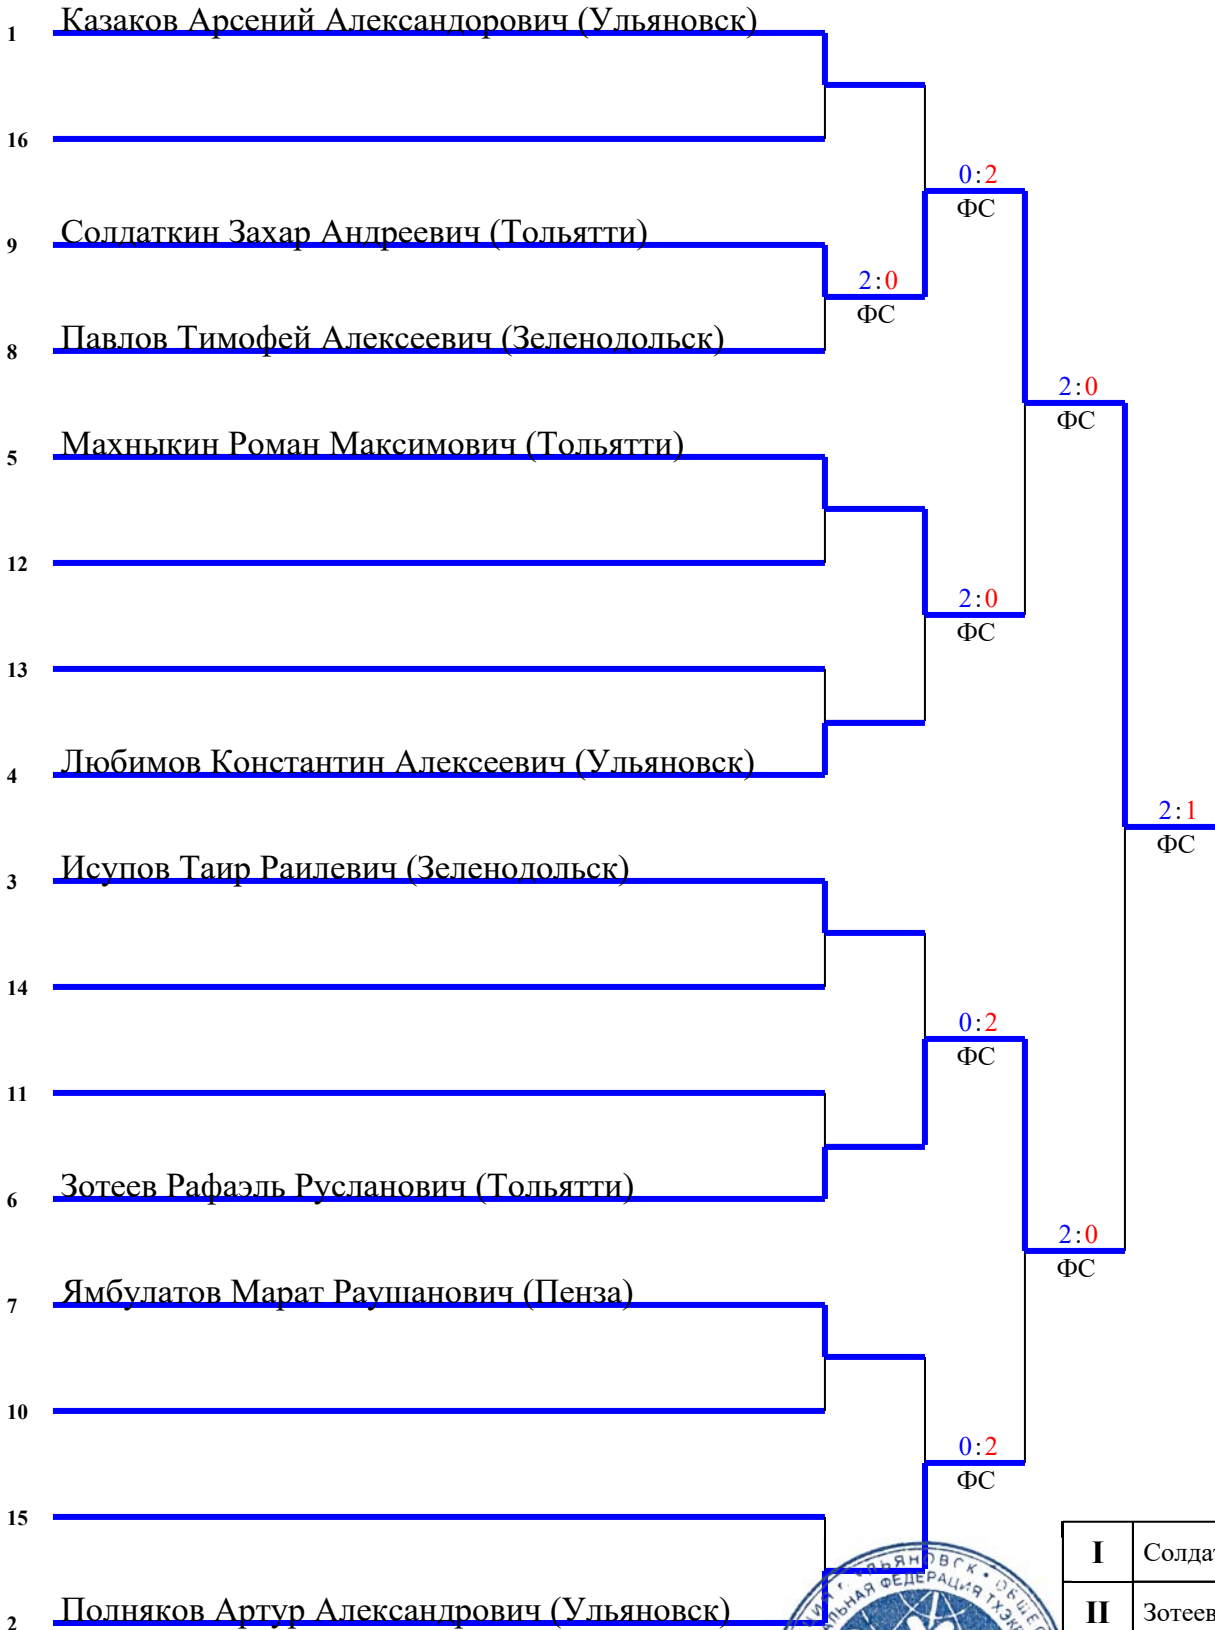 1 Казаков Арсений Александорович (Ульяновск)
16
0:2
ФС
9 Солдаткин Захар Андреевич (Тольятти)
2:0
ФС
8 Павлов Тимофей Алексеевич (Зеленодольск)
2:0
ФС
5 Махныкин Роман Максимович (Тольятти)
12
2:0
ФС
13
4 Любимов Константин Алексеевич (Ульяновск)
2:1
ФС
3 Исупов Таир Раилевич (Зеленодольск)
14
0:2
ФС
11
6 Зотеев Рафаэль Русланович (Тольятти)
2:0
ФС
7 Ямбулатов Марат Раушанович (Пенза)
10
0:2
ФС
15
I Солдат
II Зотеев
2 Полняков Артур Александрович (Ульяновск)